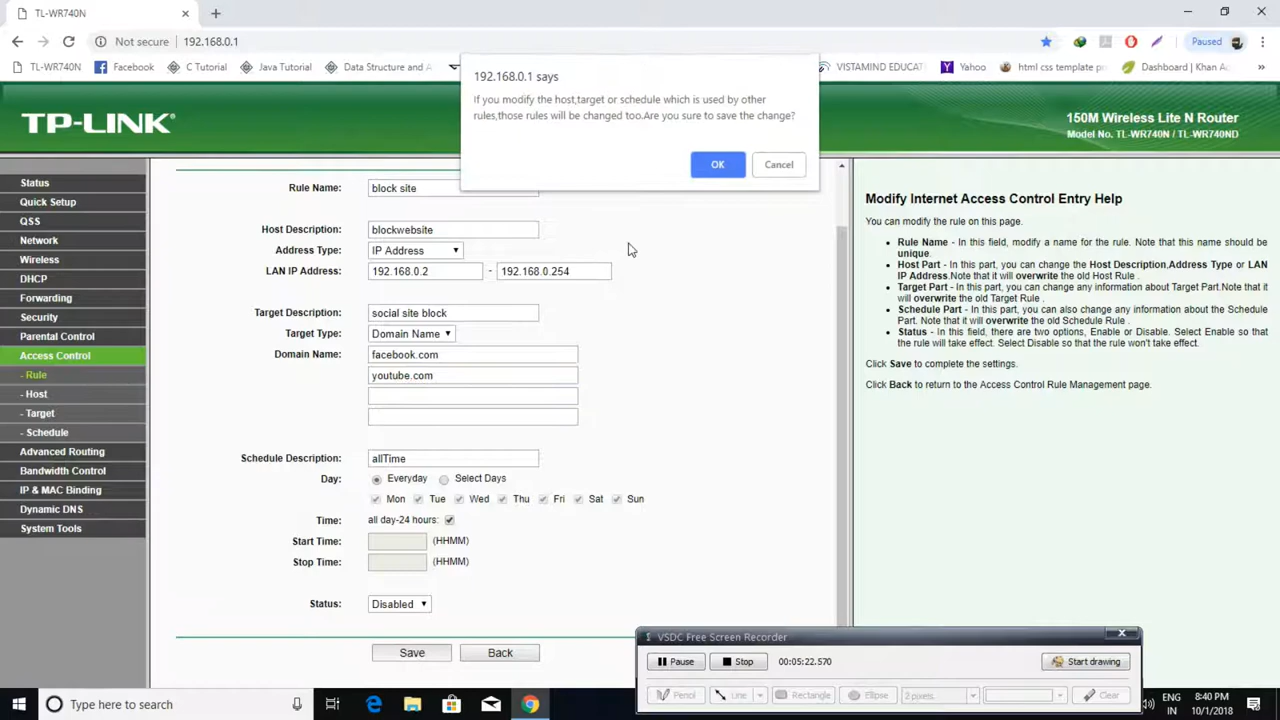 TL-WR740N
Not secure | 192.168.0.1
Paused
TL-WR740N Facebook C Tutorial Java Tutorial Data Structure and A VISTAMIND EDUCAT Yahoo html css template p Dashboard | Khan A »
192.168.0.1 says
If you modify the host,target or schedule which is used by other
rules,those rules will be changed too.Are you sure to save the change?
OK Cancel
TP-LINK®
150M Wireless Lite N Router
Model No. TL-WR740N / TL-WR740ND
Status
Quick Setup
QSS
Network
Wireless
DHCP
Forwarding
Security
Parental Control
Access Control
- Rule
- Host
- Target
- Schedule
Advanced Routing
Bandwidth Control
IP & MAC Binding
Dynamic DNS
System Tools
Rule Name: block site
Host Description: blockwebsite
Address Type: IP Address
LAN IP Address: 192.168.0.2 - 192.168.0.254
Target Description: social site block
Target Type: Domain Name
Domain Name: facebook.com
youtube.com
Schedule Description: allTime
Day: Everyday Select Days
Mon Tue Wed Thu Fri Sat Sun
Time: all day-24 hours:
Start Time: (HHMM)
Stop Time: (HHMM)
Status: Disabled
Save Back
Modify Internet Access Control Entry Help
You can modify the rule on this page.
• Rule Name - In this field, modify a name for the rule. Note that this name should be
unique.
• Host Part - In this part, you can change the Host Description,Address Type or LAN
IP Address.Note that it will overwrite the old Host Rule .
• Target Part - In this part, you can change any information about Target Part.Note that it
will overwrite the old Target Rule .
• Schedule Part - In this part, you can also change any information about the Schedule
Part. Note that it will overwrite the old Schedule Rule .
• Status - In this field, there are two options, Enable or Disable. Select Enable so that
the rule will take effect. Select Disable so that the rule won't take effect.
Click Save to complete the settings.
Click Back to return to the Access Control Rule Management page.
VSDC Free Screen Recorder
Pause Stop 00:05:22.570 Start drawing
Pencil Line Rectangle Ellipse 2 pixels Clear
Type here to search
ENG
IN
8:40 PM
10/1/2018